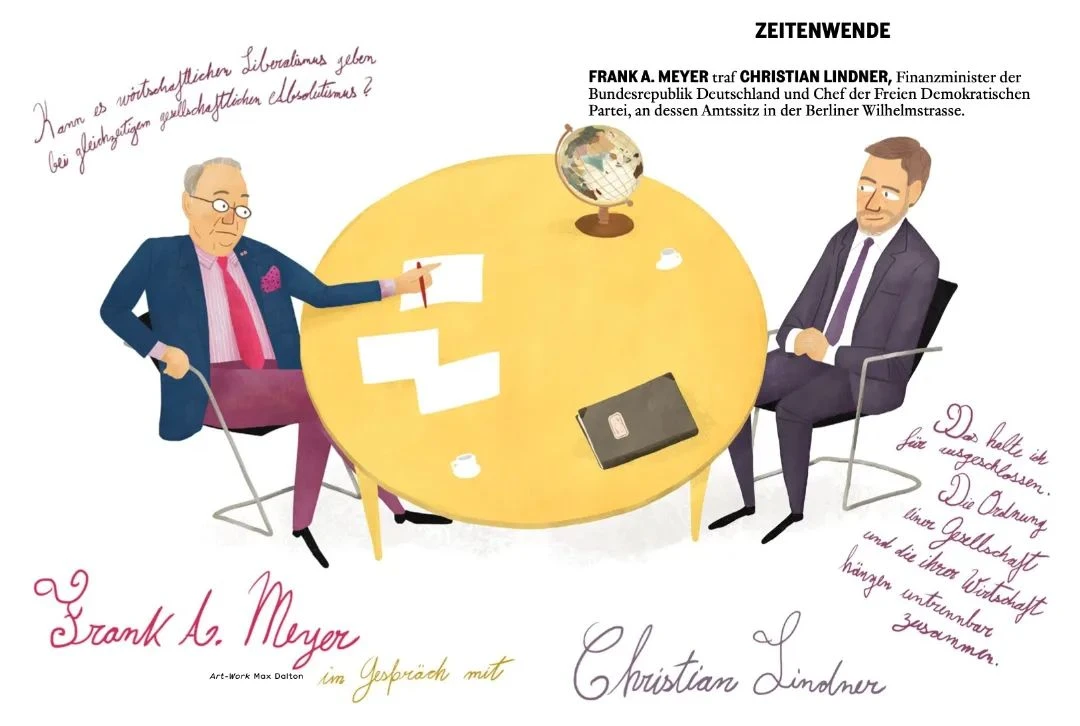 ZEITENWENDE
FRANK A. MEYER traf CHRISTIAN LINDNER, Finanzminister der
Bundesrepublik Deutschland und Chef der Freien Demokratischen
Partei, an dessen Amtssitz in der Berliner Wilhelmstrasse.
Kann es wirtschaftlichen Liberalismus geben
bei gleichzeitigem gesellschaftlichen Absolutismus?
Das halte ich
für ausgeschlossen.
Die Ordnung
einer Gesellschaft
und die ihrer Wirtschaft
hängen untrennbar
zusammen.
Frank A. Meyer
Art-Work Max Dalton
im Gespräch mit
Christian Lindner